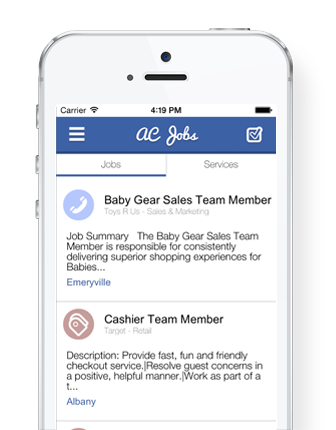 Carrier 4:19 PM
AC Jobs
Jobs Services
Baby Gear Sales Team Member
Toys R Us - Sales & Marketing
Job Summary The Baby Gear Sales Team
Member is responsible for consistently
delivering superior shopping experiences for
Babies...
Emeryville
Cashier Team Member
Target - Retail
Description: Provide fast, fun and friendly
checkout service.|Resolve guest concerns in
a positive, helpful manner.|Work as part of a
t...
Albany